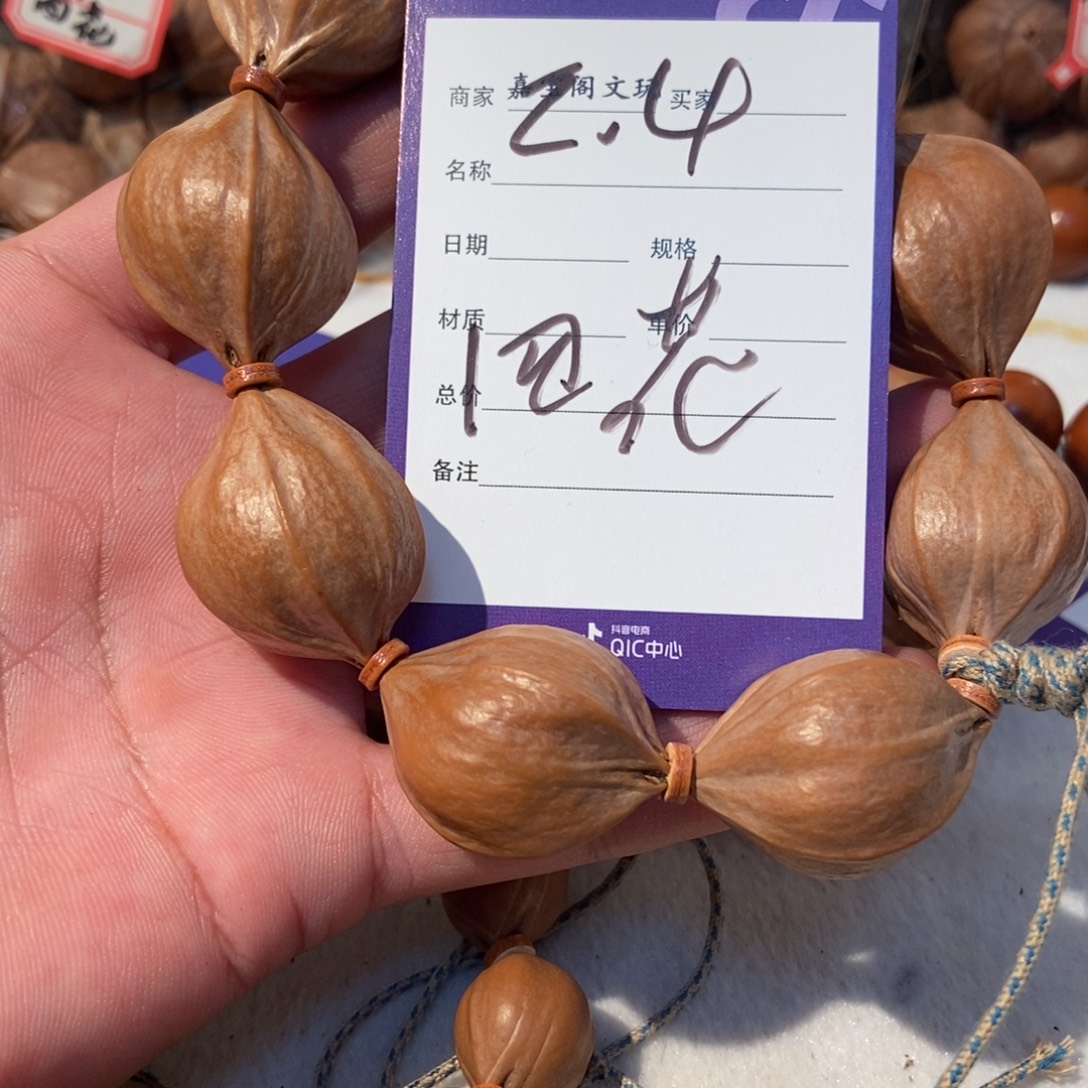 花
商家 嘉宝阁文玩 买家
2.4
名称
日期 规格
材质 单价
花
总价
备注
抖音电商
QIC中心